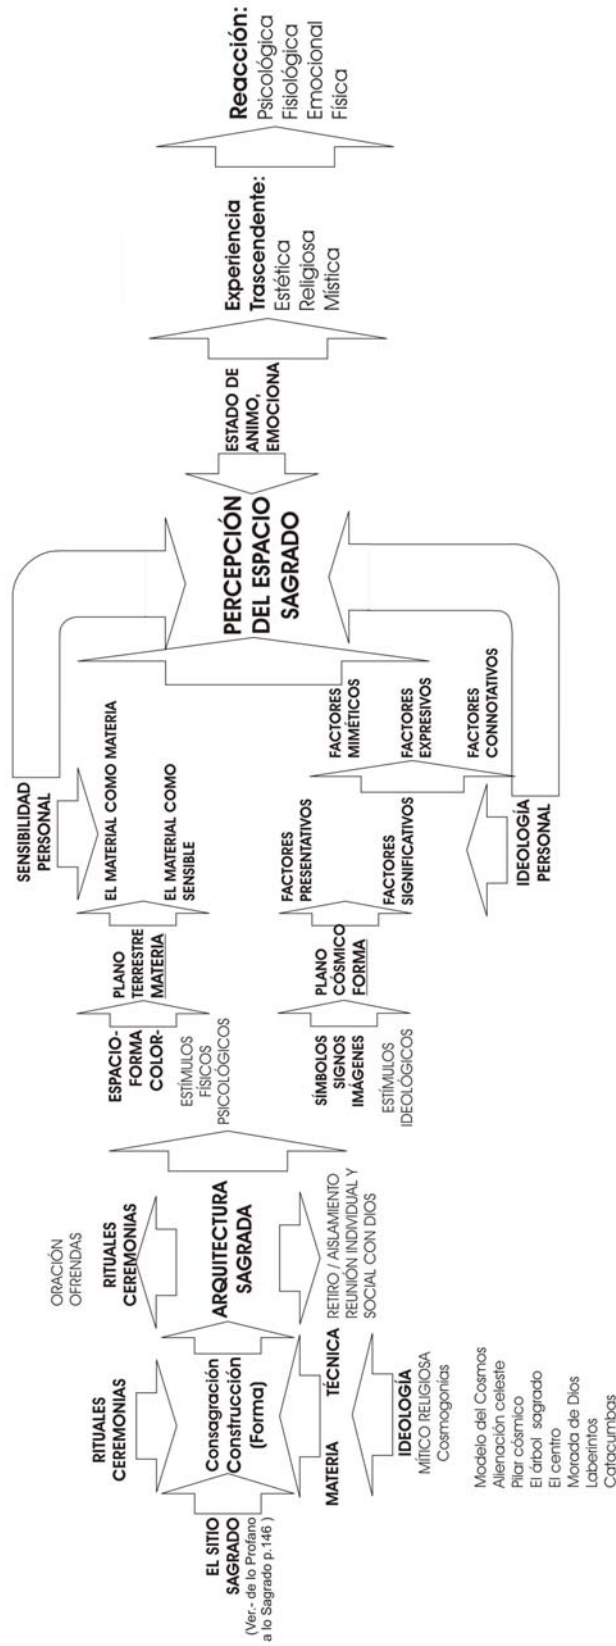 EL SITIO
SAGRADO
(Ver.- de lo Profano
a lo Sagrado p.146 )
RITUALES
CEREMONIAS
Consagración
Construcción
(Forma)
MATERIA
TÉCNICA
IDEOLOGÍA
MÍTICO RELIGIOSA
Cosmogonías
Modelo del Cosmos
Alienación celeste
Pilar cósmico
El árbol sagrado
El centro
Morada de Dios
Laberintos
Catacumbas
ORACIÓN
OFRENDAS
RITUALES
CEREMONIAS
ARQUITECTURA
SAGRADA
RETIRO / AISLAMIENTO
REUNIÓN INDIVIDUAL Y
SOCIAL CON DIOS
ESPACIO-
FORMA
COLOR-
ESTÍMULOS
FÍSICOS
PSICOLÓGICOS
SÍMBOLOS
SIGNOS
IMÁGENES
ESTÍMULOS
IDEOLÓGICOS
PLANO
TERRESTRE
MATERIA
PLANO
CÓSMICO
FORMA
SENSIBILIDAD
PERSONAL
EL MATERIAL COMO MATERIA
EL MATERIAL COMO
SENSIBLE
FACTORES
PRESENTATIVOS
FACTORES
SIGNIFICATIVOS
IDEOLOGÍA
PERSONAL
FACTORES
MIMÉTICOS
FACTORES
EXPRESIVOS
FACTORES
CONNOTATIVOS
PERCEPCIÓN
DEL ESPACIO
SAGRADO
ESTADO DE
ANIMO,
EMOCIONA
Experiencia
Trascendente:
Estética
Religiosa
Mística
Reacción:
Psicológica
Fisiológica
Emocional
Física